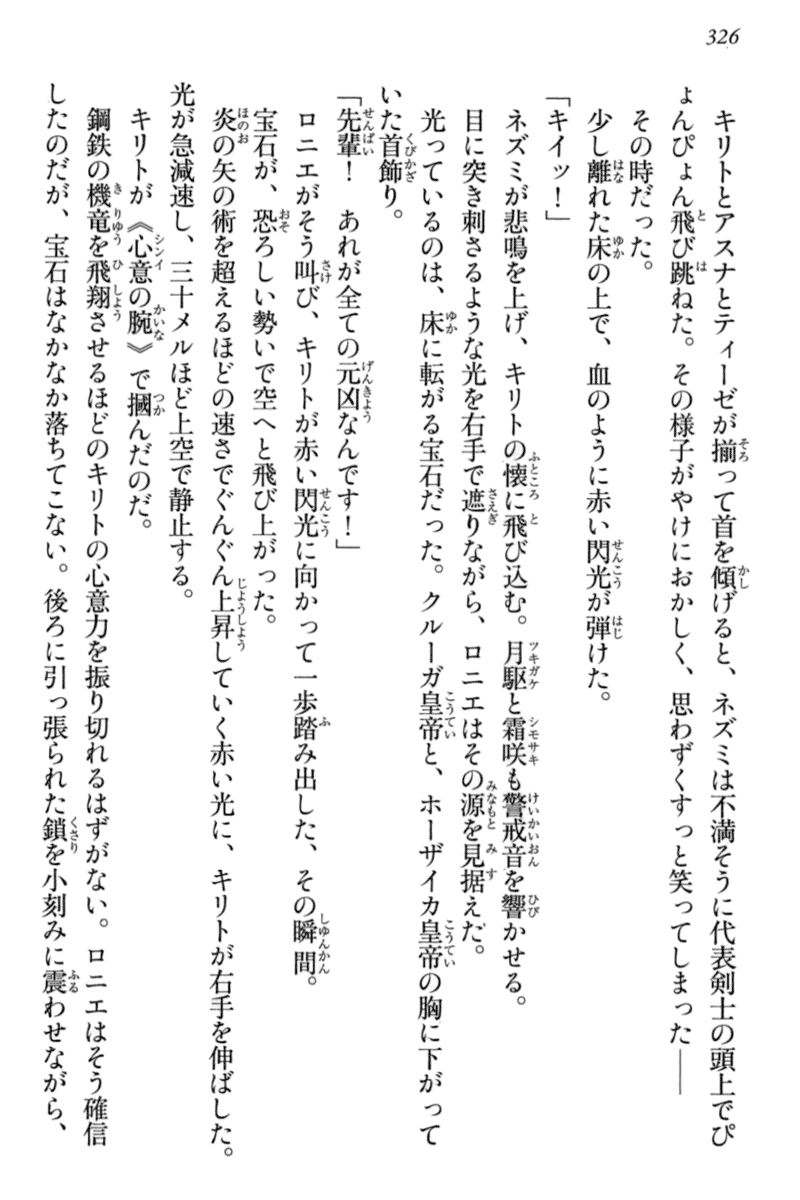 326
キリトとアスナとティーゼが揃って首を傾げると、ネズミは不満そうに代表剣士の頭上でぴ
ょんぴょん飛び跳ねた。その様子がやけにおかしく、思わずくすっと笑ってしまった――
その時だった。
少し離れた床の上で、血のように赤い閃光が弾けた。
「キイッ！」
ネズミが悲鳴を上げ、キリトの懐に飛び込む。月駆と霜咲も警戒音を響かせる。
目に突き刺さるような光を右手で遮りながら、ロニエはその源を見据えた。
光っているのは、床に転がる宝石だった。クルーガ皇帝と、ホーザイカ皇帝の胸に下がって
いた首飾り。
「先輩！　あれが全ての元凶なんです！」
ロニエがそう叫び、キリトが赤い閃光に向かって一歩踏み出した、その瞬間。
宝石が、恐ろしい勢いで空へと飛び上がった。
炎の矢の術を超えるほどの速さでぐんぐん上昇していく赤い光に、キリトが右手を伸ばした。
光が急減速し、三十メルほど上空で静止する。
キリトが《心意の腕》で摑んだのだ。
鋼鉄の機竜を飛翔させるほどのキリトの心意力を振り切れるはずがない。ロニエはそう確信
したのだが、宝石はなかなか落ちてこない。後ろに引っ張られた鎖を小刻みに震わせながら、